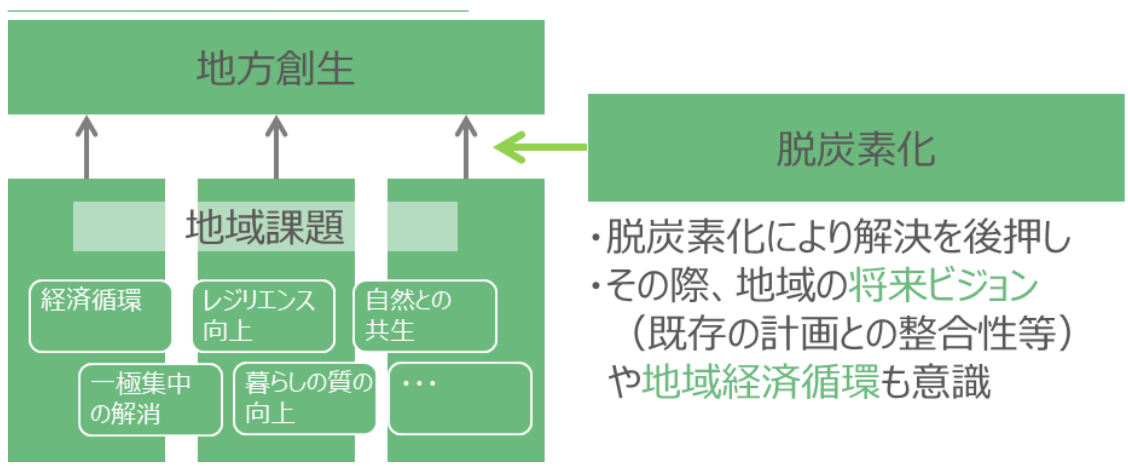 地方創生
地域課題
経済循環
レジリエンス
向上
自然との
共生
一極集中
の解消
暮らしの質の
向上
・・・
脱炭素化
・脱炭素化により解決を後押し
・その際、地域の将来ビジョン
（既存の計画との整合性等）
や地域経済循環も意識